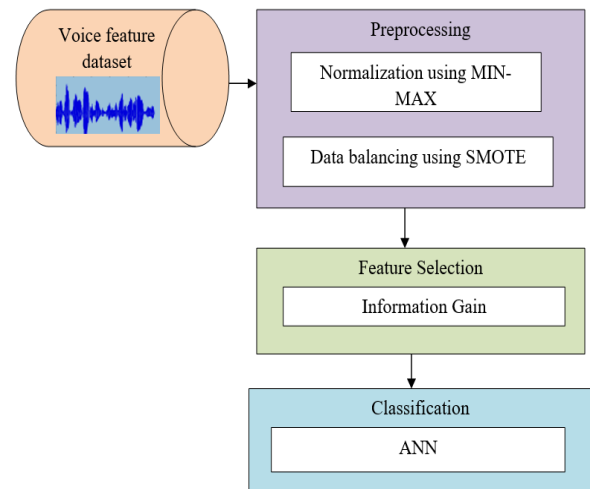 Voice feature
dataset
Preprocessing
Normalization using MIN-
MAX
Data balancing using SMOTE
Feature Selection
Information Gain
Classification
ANN